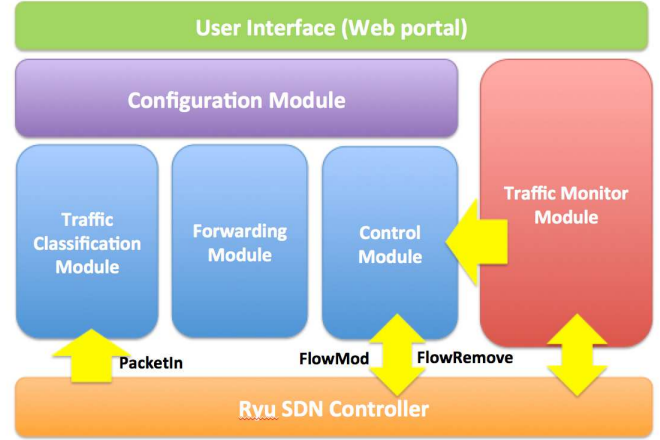 User Interface (Web portal)
Configuration Module
Traffic Monitor
Module
Traffic
Classification
Module
Forwarding
Module
Control
Module
PacketIn
FlowMod
FlowRemove
Ryu SDN Controller